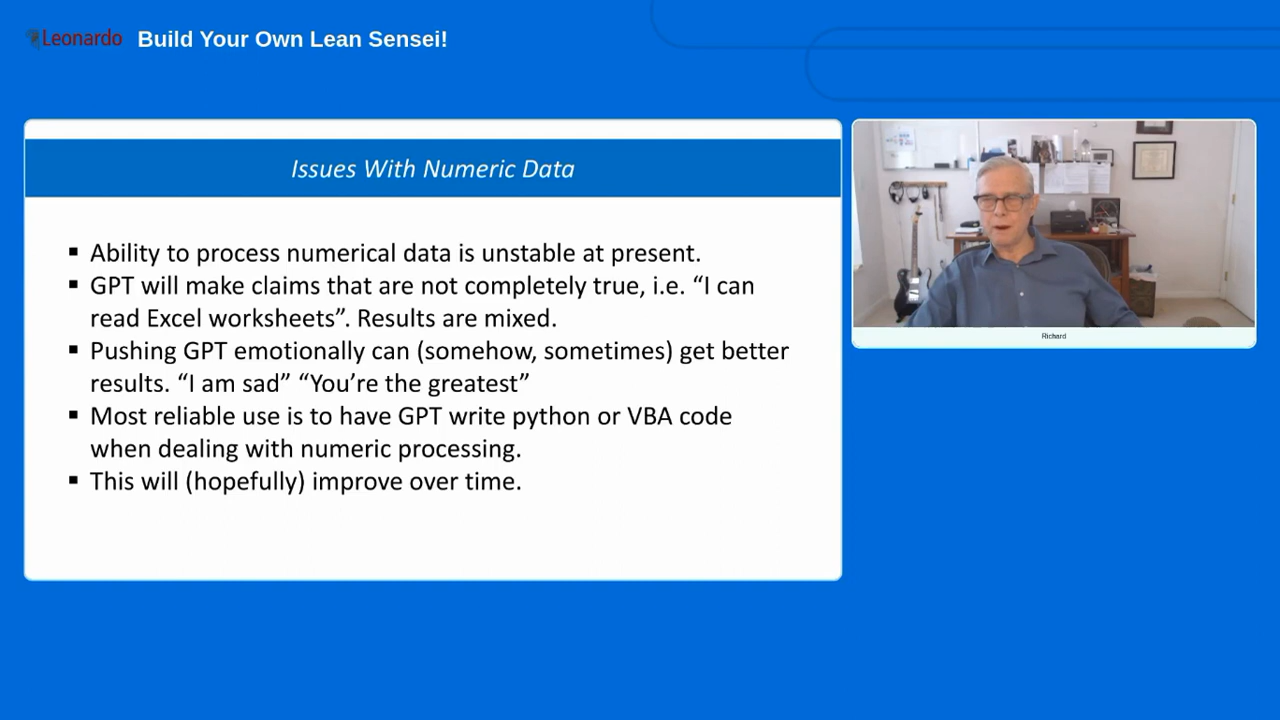 Leonardo Build Your Own Lean Sensei!
Issues With Numeric Data
▪ Ability to process numerical data is unstable at present.
▪ GPT will make claims that are not completely true, i.e. “I can
read Excel worksheets”. Results are mixed.
▪ Pushing GPT emotionally can (somehow, sometimes) get better
results. “I am sad” “You’re the greatest”
▪ Most reliable use is to have GPT write python or VBA code
when dealing with numeric processing.
▪ This will (hopefully) improve over time.
Richard